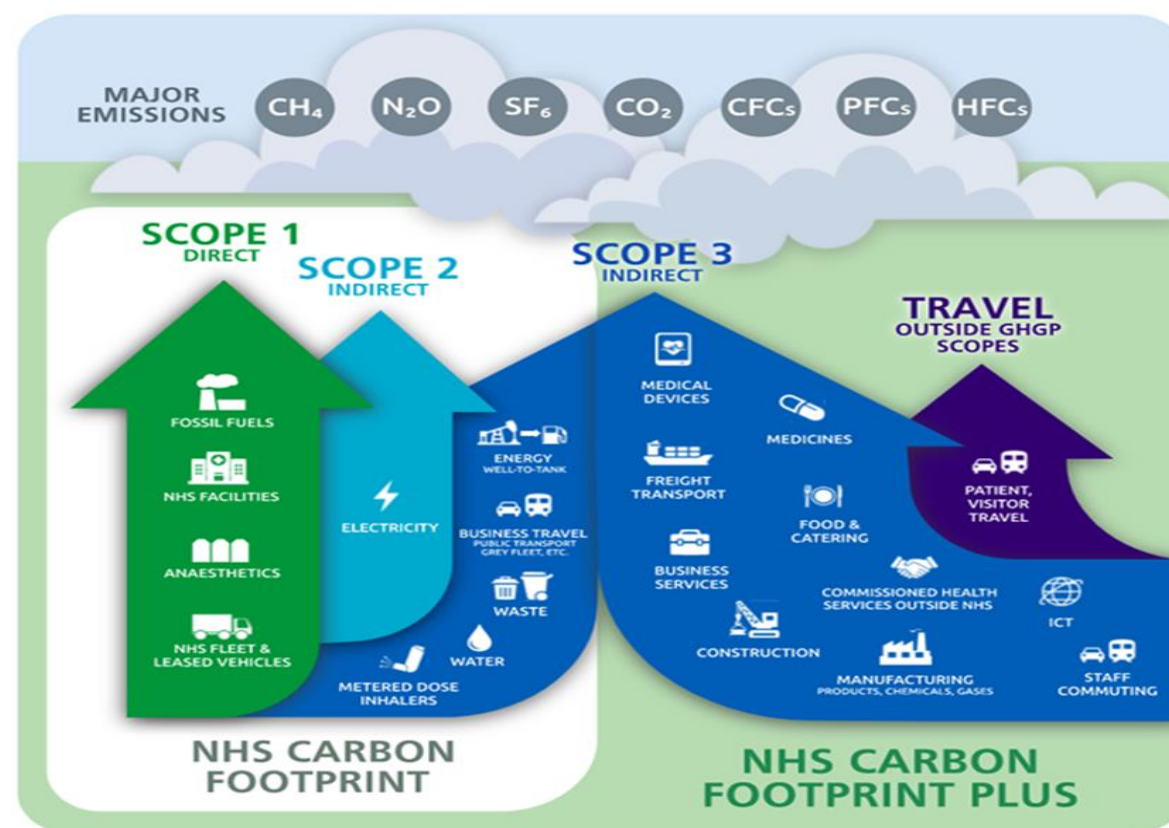 MAJOR
EMISSIONS
CH₄
N₂O
SF₆
CO₂
CFCs
PFCs
HFCs
SCOPE 1
DIRECT
FOSSIL FUELS
NHS FACILITIES
ANAESTHETICS
NHS FLEET &
LEASED VEHICLES
SCOPE 2
INDIRECT
ELECTRICITY
SCOPE 3
INDIRECT
ENERGY
WELL-TO-TANK
BUSINESS TRAVEL
PUBLIC TRANSPORT
GREY FLEET, ETC.
WASTE
WATER
METERED DOSE
INHALERS
MEDICAL
DEVICES
MEDICINES
FREIGHT
TRANSPORT
FOOD &
CATERING
BUSINESS
SERVICES
COMMISSIONED HEALTH
SERVICES OUTSIDE NHS
CONSTRUCTION
MANUFACTURING
PRODUCTS, CHEMICALS, GASES
ICT
STAFF
COMMUTING
TRAVEL
OUTSIDE GHGP
SCOPES
PATIENT,
VISITOR
TRAVEL
NHS CARBON
FOOTPRINT
NHS CARBON
FOOTPRINT PLUS